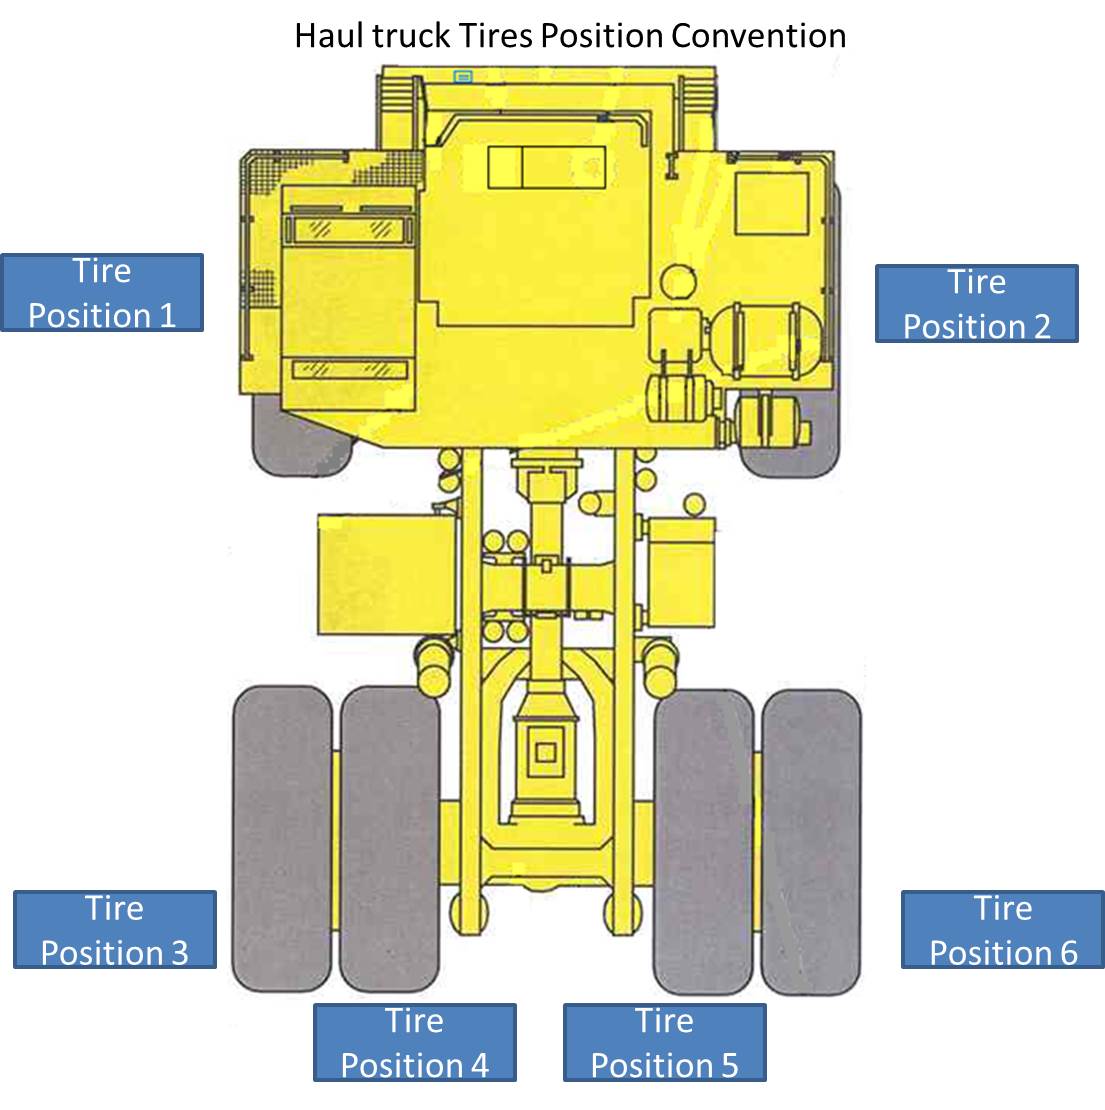 Haul truck Tires Position Convention
Tire
Position 1
Tire
Position 2
Tire
Position 3
Tire
Position 6
Tire
Position 4
Tire
Position 5